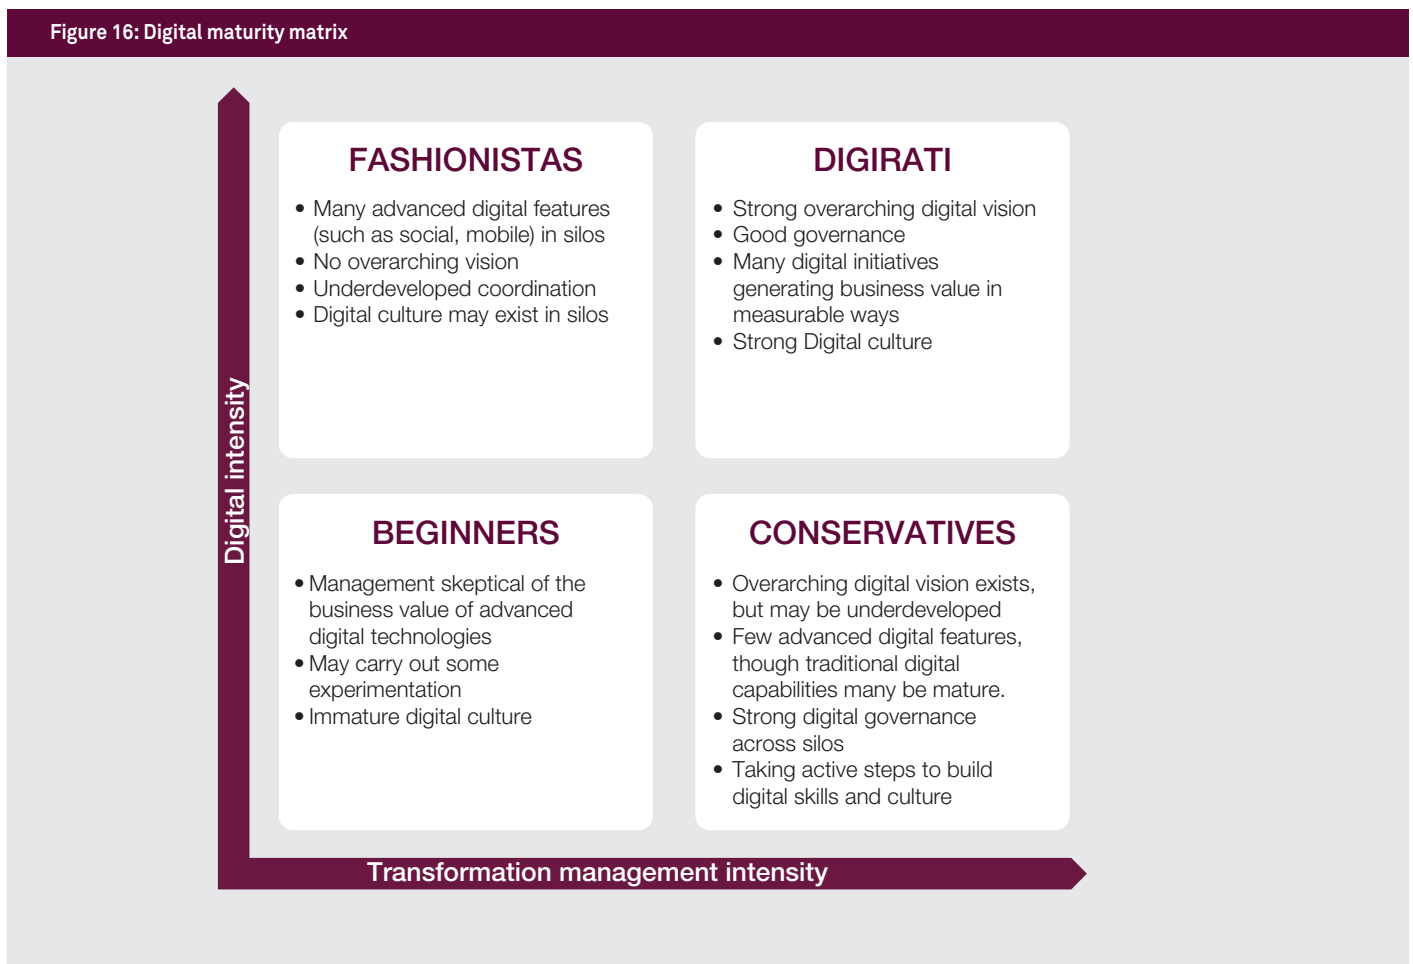 Figure 16: Digital maturity matrix
FASHIONISTAS
• Many advanced digital features
(such as social, mobile) in silos
• No overarching vision
• Underdeveloped coordination
• Digital culture may exist in silos
DIGIRATI
• Strong overarching digital vision
• Good governance
• Many digital initiatives
generating business value in
measurable ways
• Strong Digital culture
Digital intensity
BEGINNERS
• Management skeptical of the
business value of advanced
digital technologies
• May carry out some
experimentation
• Immature digital culture
CONSERVATIVES
• Overarching digital vision exists,
but may be underdeveloped
• Few advanced digital features,
though traditional digital
capabilities many be mature.
• Strong digital governance
across silos
• Taking active steps to build
digital skills and culture
Transformation management intensity